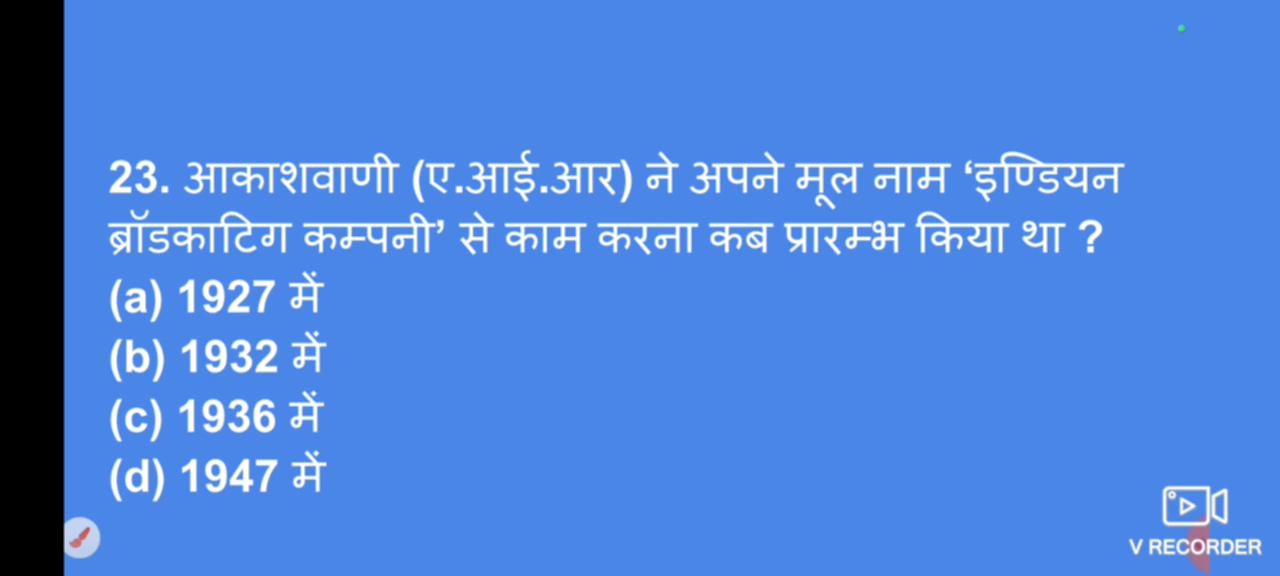 23. आकाशवाणी (ए.आई.आर) ने अपने मूल नाम ‘इण्डियन
ब्रॉडकाटिग कम्पनी’ से काम करना कब प्रारम्भ किया था ?
(a) 1927 में
(b) 1932 में
(c) 1936 में
(d) 1947 में
V RECORDER